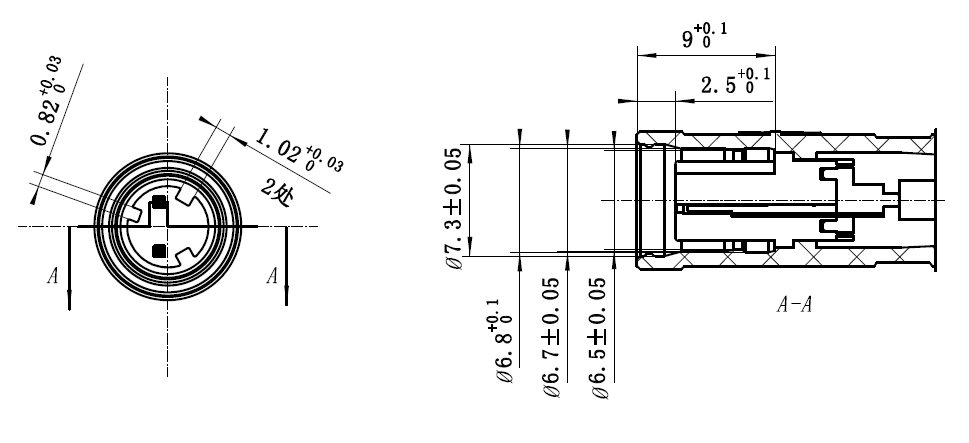 0.82 +0.03 0
1.02 +0.03 0
2处
A
A
9 +0.1 0
2.5 +0.1 0
Ø7.3±0.05
Ø6.8 +0.1 0
Ø6.7±0.05
Ø6.5±0.05
A-A